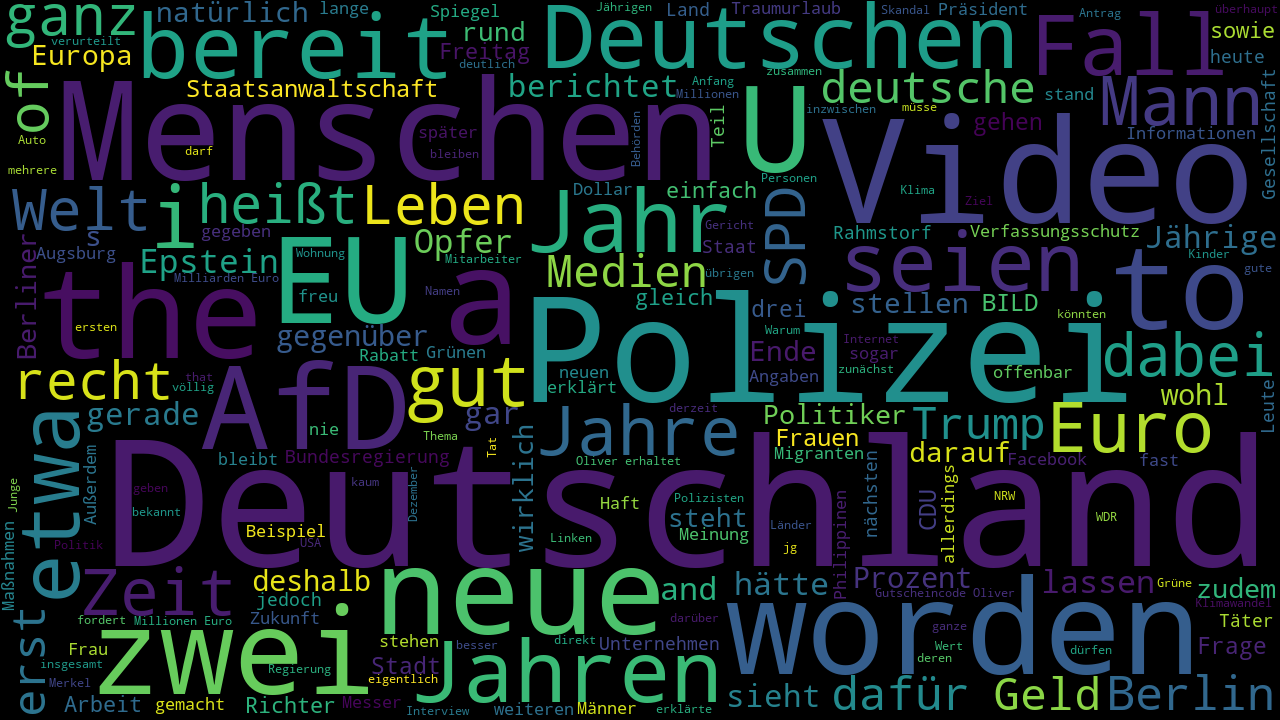 ganz
natürlich
lange
Spiegel
Jährigen
Land
Traumurlaub
Skandal
Präsident
Antrag
überhaupt
verurteilt
Europa
bereit
rund
Freitag
deutlich
Deutschen
Fall
sowie
heute
of
Staatsanwaltschaft
berichtet
Anfang
Millionen
zusammen
deutsche
stand
Mann
Gesellschaft
Auto
mehrere
darf
Menschen
später
bleiben
Behörden
Teil
U
inzwischen
müsse
gehen
Video
Informationen
Welt
s
i
heißt
Leben
Dollar
einfach
Personen
Klima
Ziel
Augsburg
gegeben
Opfer
Jahr
Gericht
Staat
SPD
Rahmstorf
Verfassungsschutz
Jährige
Berliner
Epstein
Wohnung
EU
Mitarbeiter
Medien
übrigen
seien
Kinder
gute
Milliarden Euro
the
freu
Namen
a
gleich
drei
stellen
BILD
to
ersten
gegenüber
Rabatt
Grünen
Polizei
Warum
Internet
könnten
recht
that
völlig
AfD
gut
neuen
erklärt
Ende
Angaben
sogar
zunächst
offenbar
dabei
wohl
Leute
etwa
gerade
nie
gar
Thema
Tat
Jahre
derzeit
Politiker
Frauen
Migranten
Trump
Euro
Außerdem
bleibt
Bundesregierung
wirklich
Oliver erhaltet
darauf
Facebook
fast
Junge
geben
bekannt
Deutschland
kaum
Dezember
Haft
Polizisten
steht
Meinung
Länder
nächsten
CDU
allerdings
NRW
WDR
Maßnahmen
Politik
Beispiel
USA
Linken
jg
Philippinen
erst
Zeit
deshalb
neue
and
hätte
Prozent
lassen
Grüne
zudem
jedoch
Gutscheincode Oliver
Klimawandel
fordert
Millionen Euro
Zukunft
darüber
worden
ganze
Täter
Frau
zwei
stehen
besser
direkt
Unternehmen
Wert
deren
dürfen
Frage
insgesamt
Merkel
Regierung
Stadt
eigentlich
Jahren
Arbeit
gemacht
Richter
Messer
Interview
weiteren
Männer
erklärte
sieht
dafür
Geld
Berlin